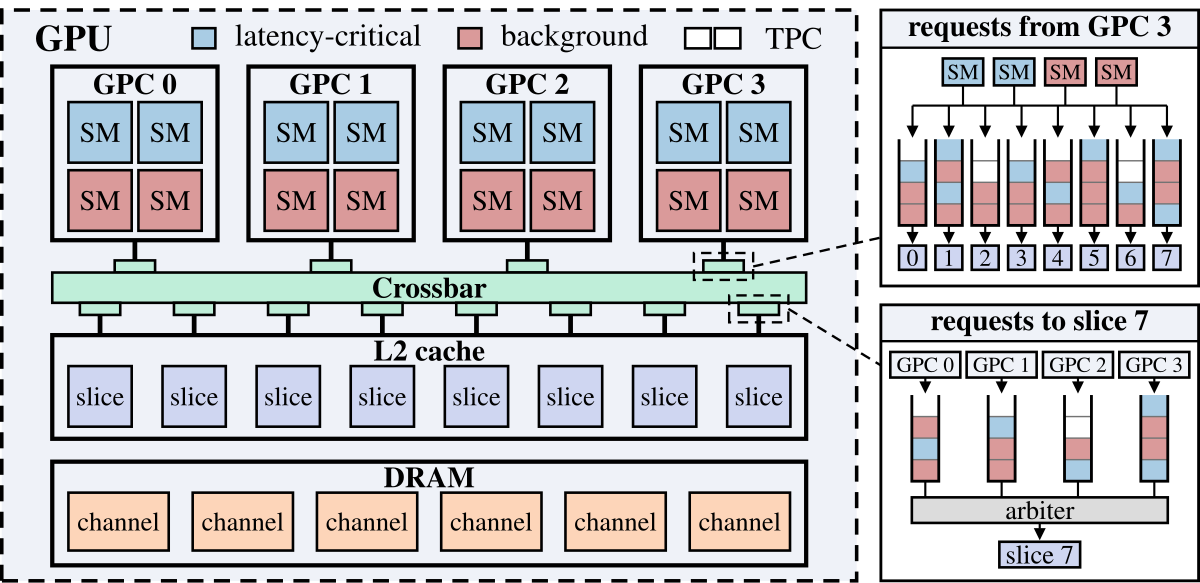 GPU
latency-critical
background
TPC
GPC 0
GPC 1
GPC 2
GPC 3
SM SM
SM SM
SM SM
SM SM
SM SM
SM SM
SM SM
SM SM
Crossbar
L2 cache
slice
slice
slice
slice
slice
slice
slice
slice
DRAM
channel
channel
channel
channel
channel
channel
requests from GPC 3
SM
SM
SM
SM
0
1
2
3
4
5
6
7
requests to slice 7
GPC 0
GPC 1
GPC 2
GPC 3
arbiter
slice 7